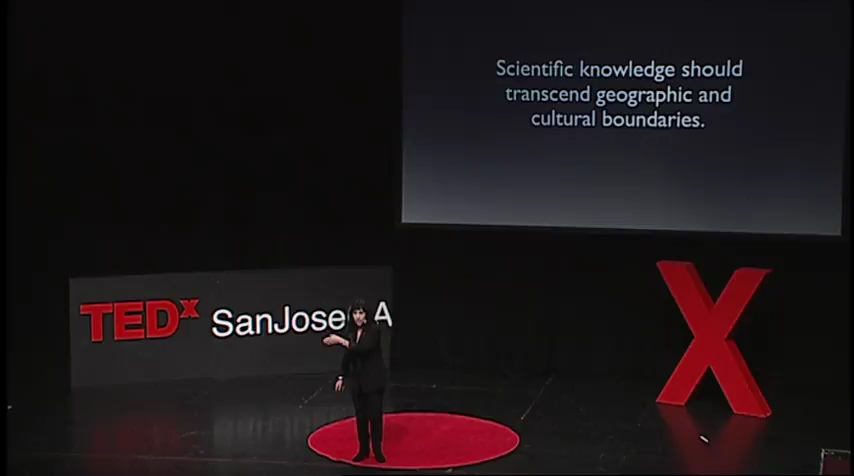 Scientific knowledge should
transcend geographic and
cultural boundaries.
TEDx
SanJose A
X